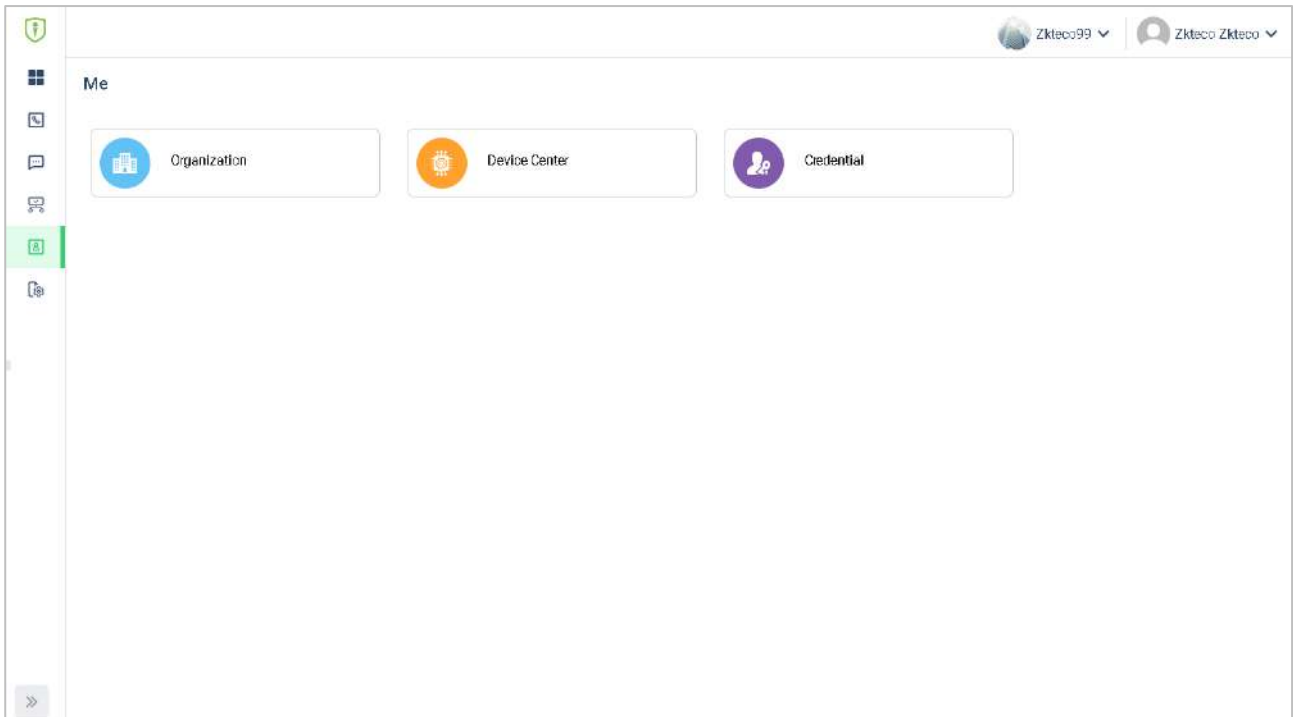 Zkteco99
Zkteco Zkteco
Me
Organization
Device Center
Credential